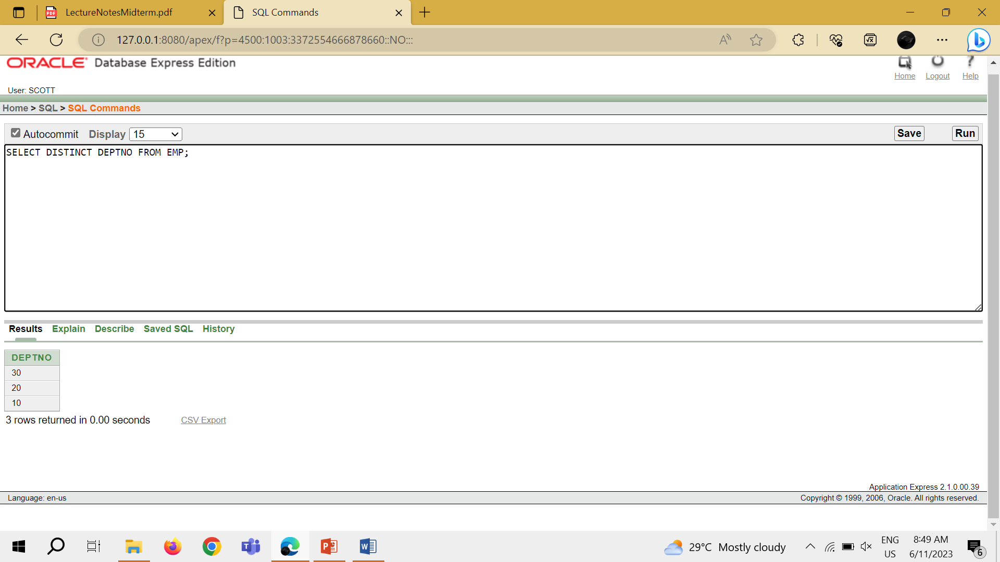 LectureNotesMidterm.pdf
SQL Commands
127.0.0.1:8080/apex/f?p=4500:1003:3372554666878660::NO:::
ORACLE Database Express Edition
Home Logout Help
User: SCOTT
Home > SQL > SQL Commands
Autocommit Display 15 Save Run
SELECT DISTINCT DEPTNO FROM EMP;
Results Explain Describe Saved SQL History
DEPTNO
30
20
10
3 rows returned in 0.00 seconds CSV Export
Application Express 2.1.0.00.39
Language: en-us Copyright © 1999, 2006, Oracle. All rights reserved.
29°C Mostly cloudy
ENG
US
8:49 AM
6/11/2023
6